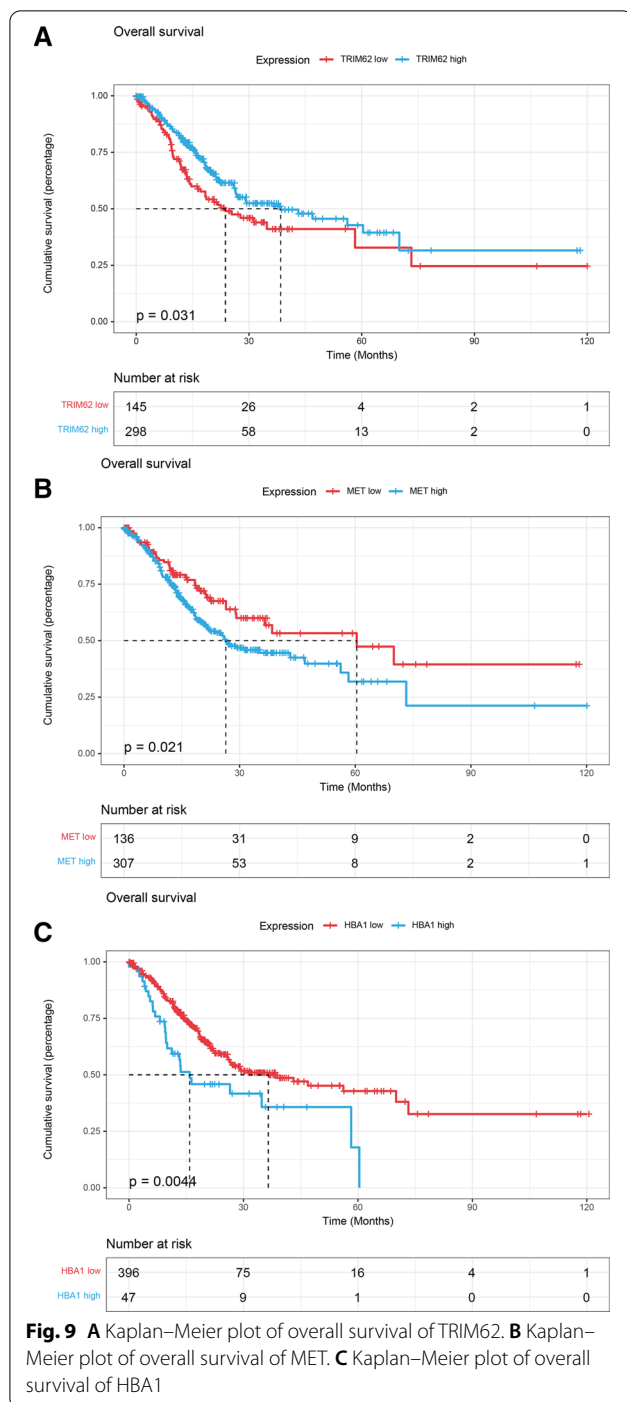 A
Overall survival
Expression TRIM62 low TRIM62 high
1.00
0.75
0.50
0.25
0.00
Cumulative survival (percentage)
p = 0.031
0 30 60 90 120
Time (Months)
Number at risk
TRIM62 low 145 26 4 2 1
TRIM62 high 298 58 13 2 0
Overall survival
B
Expression MET low MET high
1.00
0.75
0.50
0.25
0.00
Cumulative survival (percentage)
p = 0.021
0 30 60 90 120
Time (Months)
Number at risk
MET low 136 31 9 2 0
MET high 307 53 8 2 1
Overall survival
C
Expression HBA1 low HBA1 high
1.00
0.75
0.50
0.25
0.00
Cumulative survival (percentage)
p = 0.0044
0 30 60 90 120
Time (Months)
Number at risk
HBA1 low 396 75 16 4 1
HBA1 high 47 9 1 0 0
Fig. 9 A Kaplan–Meier plot of overall survival of TRIM62. B Kaplan–
Meier plot of overall survival of MET. C Kaplan–Meier plot of overall
survival of HBA1